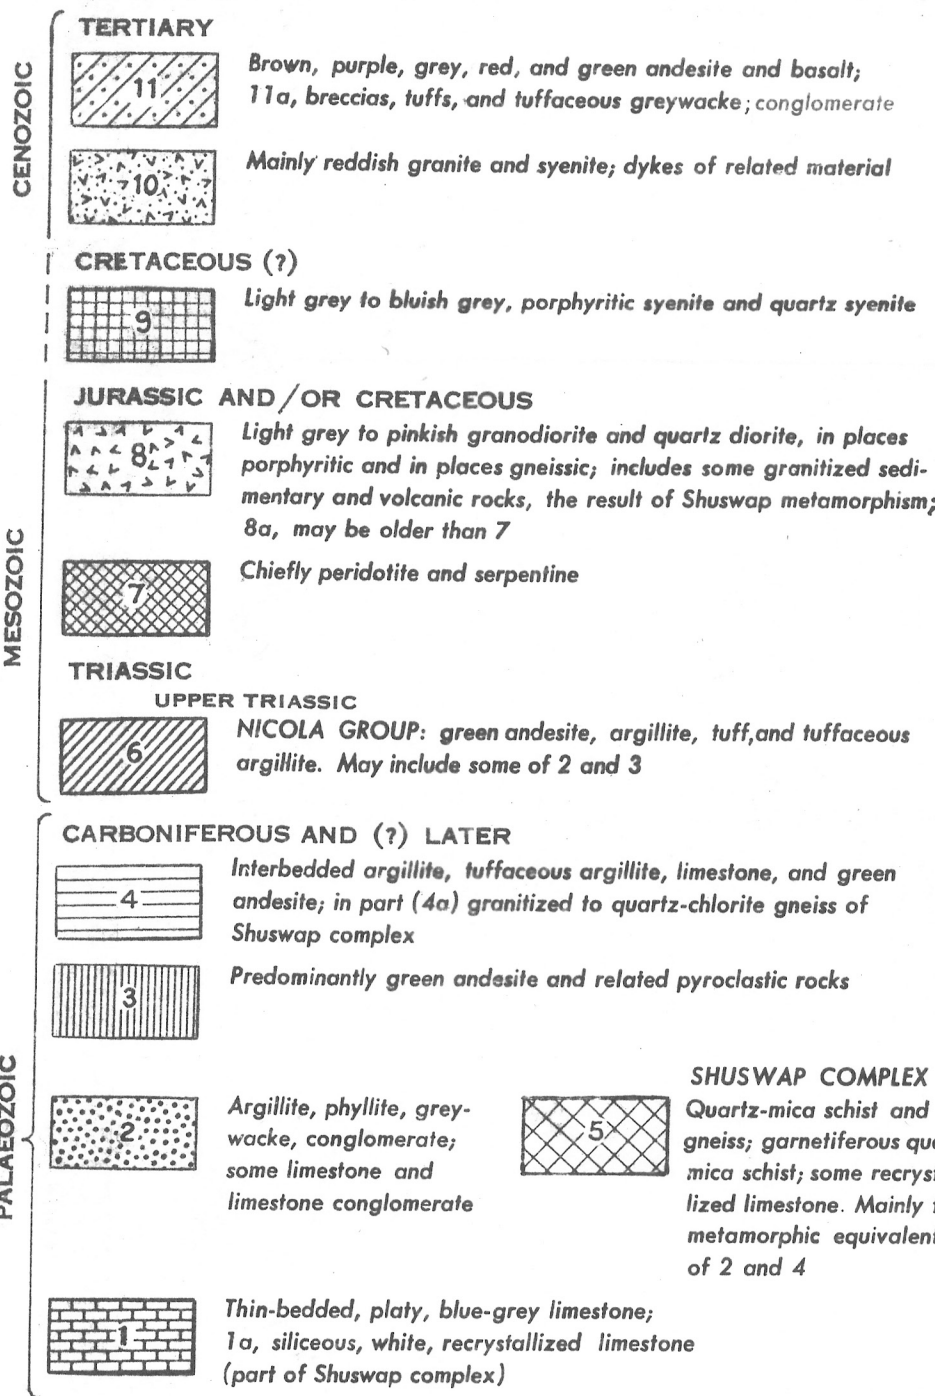 CENOZOIC
TERTIARY
11
Brown, purple, grey, red, and green andesite and basalt;
11a, breccias, tuffs, and tuffaceous greywacke; conglomerate
10
Mainly reddish granite and syenite; dykes of related material
CRETACEOUS (?)
9
Light grey to bluish grey, porphyritic syenite and quartz syenite
MESOZOIC
JURASSIC AND/OR CRETACEOUS
8
Light grey to pinkish granodiorite and quartz diorite, in places
porphyritic and in places gneissic; includes some granitized sedi-
mentary and volcanic rocks, the result of Shuswap metamorphism;
8a, may be older than 7
7
Chiefly peridotite and serpentine
TRIASSIC
UPPER TRIASSIC
6
NICOLA GROUP: green andesite, argillite, tuff, and tuffaceous
argillite. May include some of 2 and 3
PALAEOZOIC
CARBONIFEROUS AND (?) LATER
4
Interbedded argillite, tuffaceous argillite, limestone, and green
andesite; in part (4a) granitized to quartz-chlorite gneiss of
Shuswap complex
3
Predominantly green andesite and related pyroclastic rocks
2
Argillite, phyllite, grey-
wacke, conglomerate;
some limestone and
limestone conglomerate
5
SHUSWAP COMPLEX
Quartz-mica schist and
gneiss; garnetiferous
mica schist; some
lized limestone. Mainly
metamorphic
of 2 and 4
1
Thin-bedded, platy, blue-grey limestone;
1a, siliceous, white, recrystallized limestone
(part of Shuswap complex)